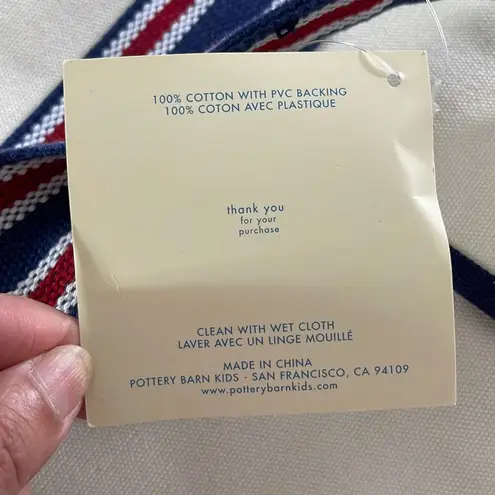 100% COTTON WITH PVC BACKING
100% COTON AVEC PLASTIQUE
thank you
for your
purchase
CLEAN WITH WET CLOTH
LAVER AVEC UN LINGE MOUILLÉ
MADE IN CHINA
POTTERY BARN KIDS - SAN FRANCISCO, CA 94109
www.potterybarnkids.com